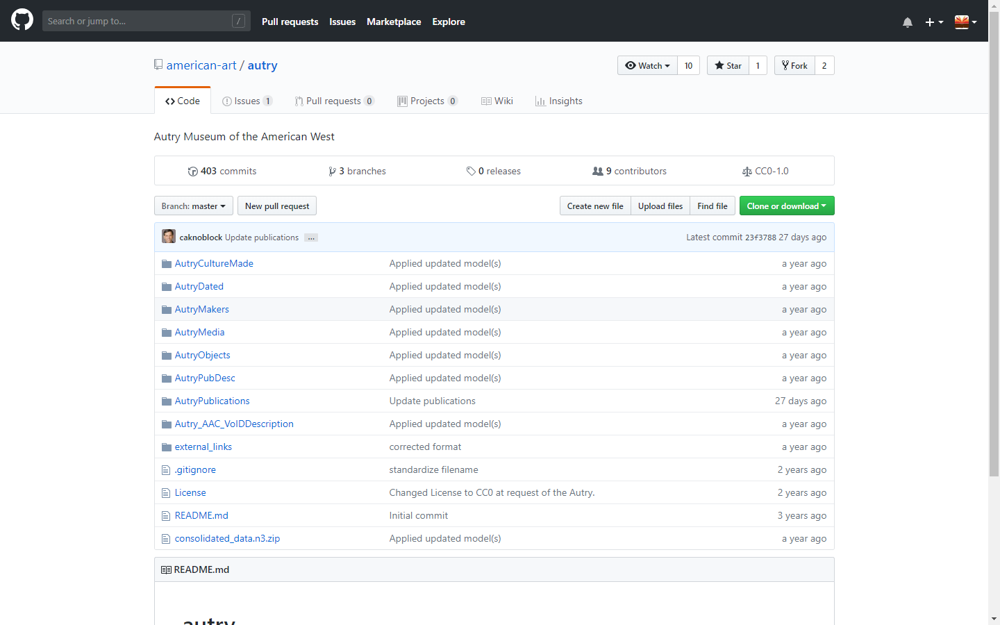 Search or jump to... / Pull requests Issues Marketplace Explore
american-art / autry Watch 10 Star 1 Fork 2
Code Issues 1 Pull requests 0 Projects 0 Wiki Insights
Autry Museum of the American West
403 commits 3 branches 0 releases 9 contributors CC0-1.0
Branch: master New pull request Create new file Upload files Find file Clone or download
caknoblock Update publications ... Latest commit 23f3788 27 days ago
AutryCultureMade Applied updated model(s) a year ago
AutryDated Applied updated model(s) a year ago
AutryMakers Applied updated model(s) a year ago
AutryMedia Applied updated model(s) a year ago
AutryObjects Applied updated model(s) a year ago
AutryPubDesc Applied updated model(s) a year ago
AutryPublications Update publications 27 days ago
Autry_AAC_VoIDDescription Applied updated model(s) a year ago
external_links corrected format a year ago
.gitignore standardize filename 2 years ago
License Changed License to CC0 at request of the Autry. 2 years ago
README.md Initial commit 3 years ago
consolidated_data.n3.zip Applied updated model(s) a year ago
README.md
autry